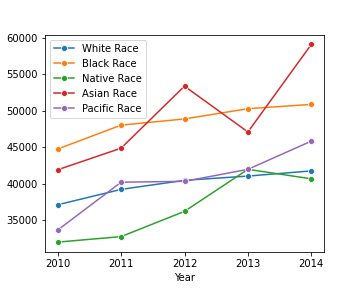 60000
55000
50000
45000
40000
35000
White Race
Black Race
Native Race
Asian Race
Pacific Race
2010 2011 2012 2013 2014
Year